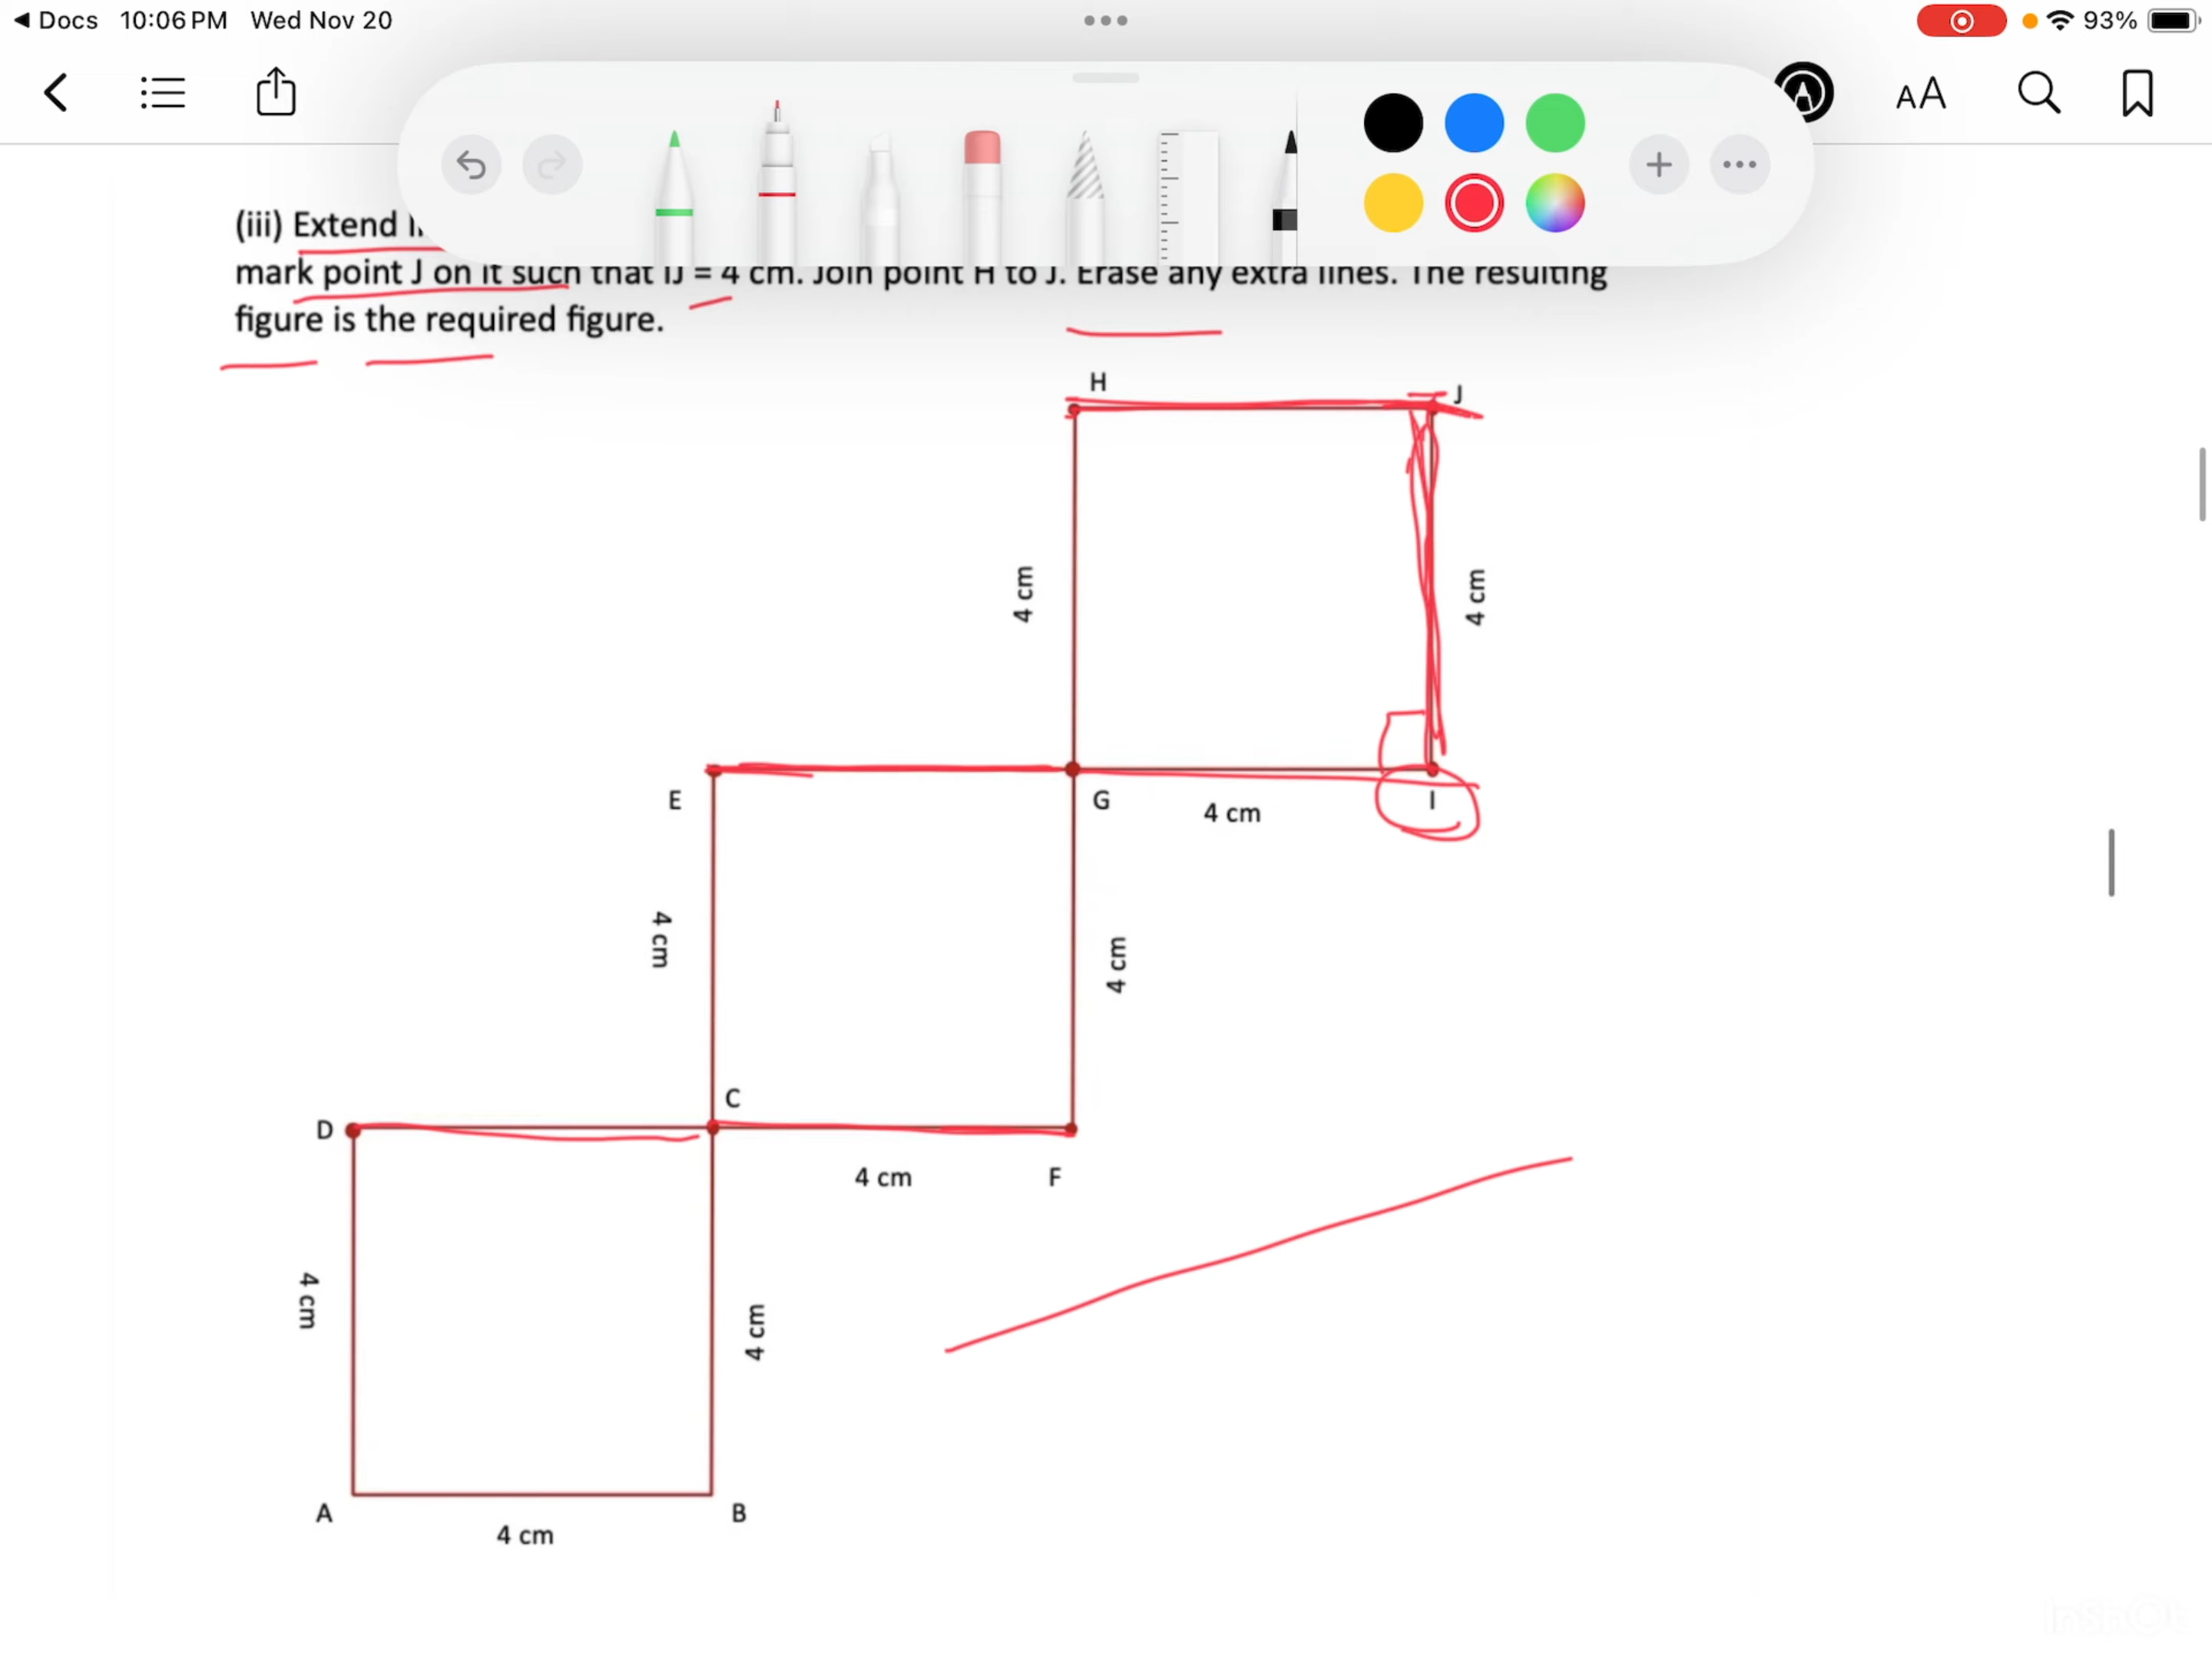 Docs 10:06 PM Wed Nov 20
93%
AA
(iii) Extend
mark point J on it such that IJ = 4 cm. Join point H to J. Erase any extra lines. The resulting
figure is the required figure.
H
J
4 cm
4 cm
E
G
4 cm
I
4 cm
4 cm
C
D
4 cm
F
4 cm
4 cm
A
B
4 cm